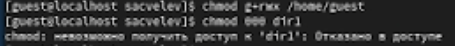 [guest@localhost sacvelev]$ chmod g+rwx /home/guest
[guest@localhost sacvelev]$ chmod 000 dir1
chmod: невозможно получить доступ к 'dir1': Отказано в доступе